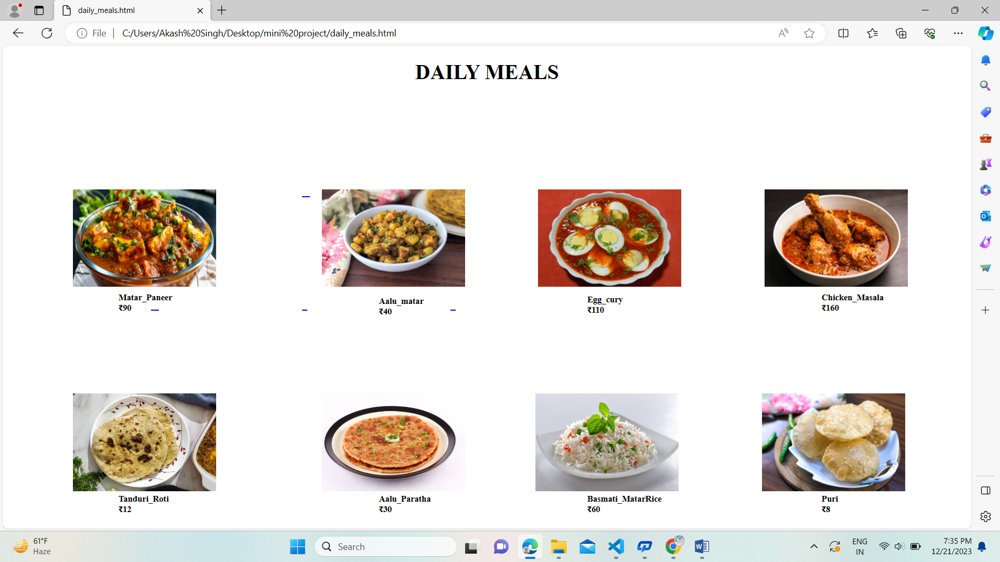 daily_meals.html
File
C:/Users/Akash%20Singh/Desktop/mini%20project/daily_meals.html
DAILY MEALS
Matar_Paneer
₹90
Aalu_matar
₹40
Egg_cury
₹110
Chicken_Masala
₹160
Tanduri_Roti
₹12
Aalu_Paratha
₹30
Basmati_MatarRice
₹60
Puri
₹8
61°F
Haze
Search
ENG
IN
7:35 PM
12/21/2023